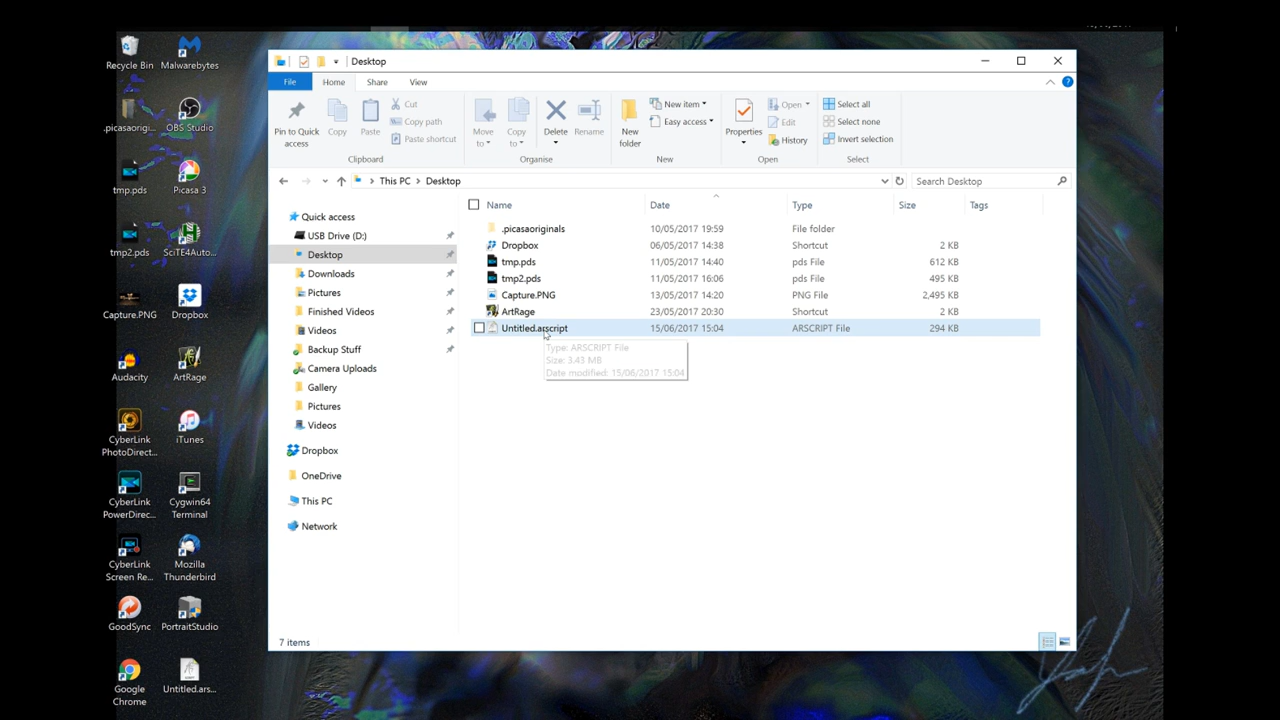 Recycle Bin
Malwarebytes
.picasaorigi...
OBS Studio
tmp.pds
Picasa 3
tmp2.pds
SciTE4Auto...
Capture.PNG
Dropbox
Audacity
ArtRage
CyberLink
PhotoDirect...
iTunes
CyberLink
PowerDirec...
Cygwin64
Terminal
CyberLink
Screen Re...
Mozilla
Thunderbird
GoodSync
PortraitStudio
Google
Chrome
Untitled.ars...
Desktop
File Home Share View
Pin to Quick
access
Copy
Paste
Cut
Copy path
Paste shortcut
Clipboard
Move
to
Copy
to
Delete
Rename
Organise
New
folder
New item
Easy access
New
Properties
Open
Edit
History
Open
Select all
Select none
Invert selection
Select
This PC > Desktop
Search Desktop
Quick access
USB Drive (D:)
Desktop
Downloads
Pictures
Finished Videos
Videos
Backup Stuff
Camera Uploads
Gallery
Pictures
Videos
Dropbox
OneDrive
This PC
Network
Name Date Type Size Tags
.picasaoriginals 10/05/2017 19:59 File folder
Dropbox 06/05/2017 14:38 Shortcut 2 KB
tmp.pds 11/05/2017 14:40 pds File 612 KB
tmp2.pds 11/05/2017 16:06 pds File 495 KB
Capture.PNG 13/05/2017 14:20 PNG File 2,495 KB
ArtRage 23/05/2017 20:30 Shortcut 2 KB
Untitled.arscript 15/06/2017 15:04 ARSCRIPT File 294 KB
Type: ARSCRIPT File
Size: 3.43 MB
Date modified: 15/06/2017 15:04
7 items